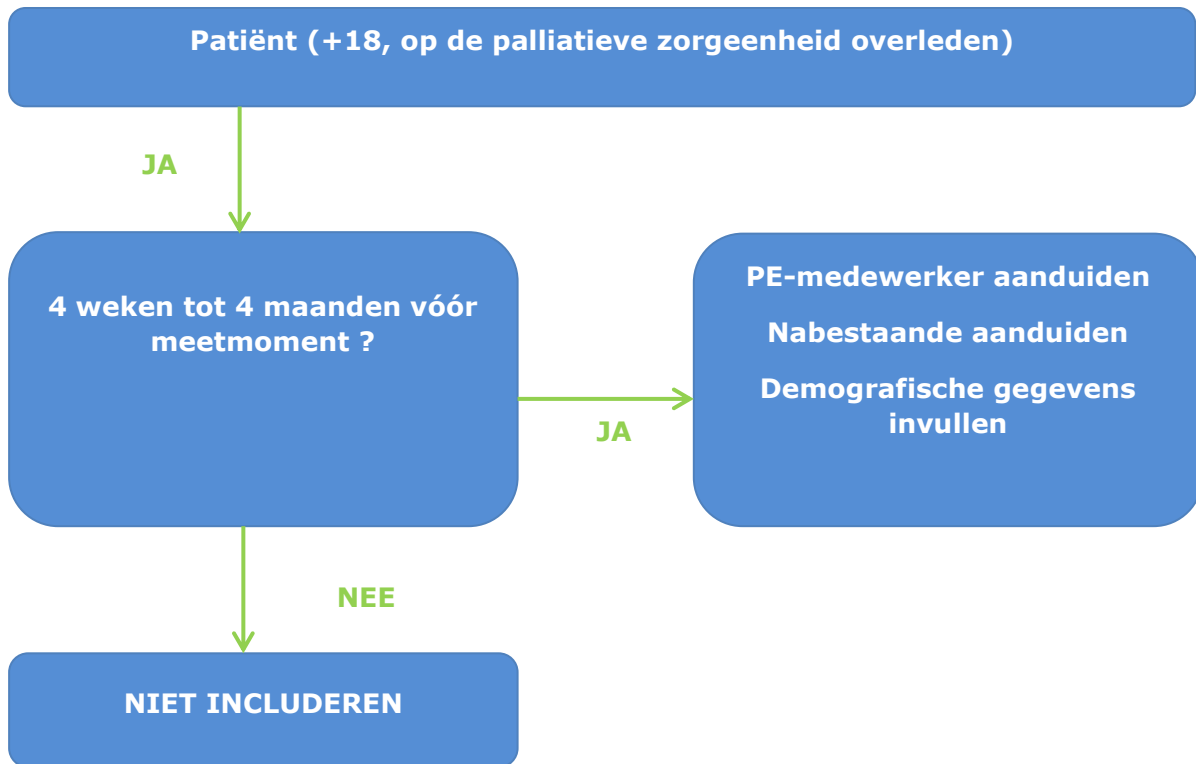 Patiënt (+18, op de palliatieve zorgeenheid overleden)
JA
4 weken tot 4 maanden vóór
meetmoment ?
JA
PE-medewerker aanduiden
Nabestaande aanduiden
Demografische gegevens
invullen
NEE
NIET INCLUDEREN